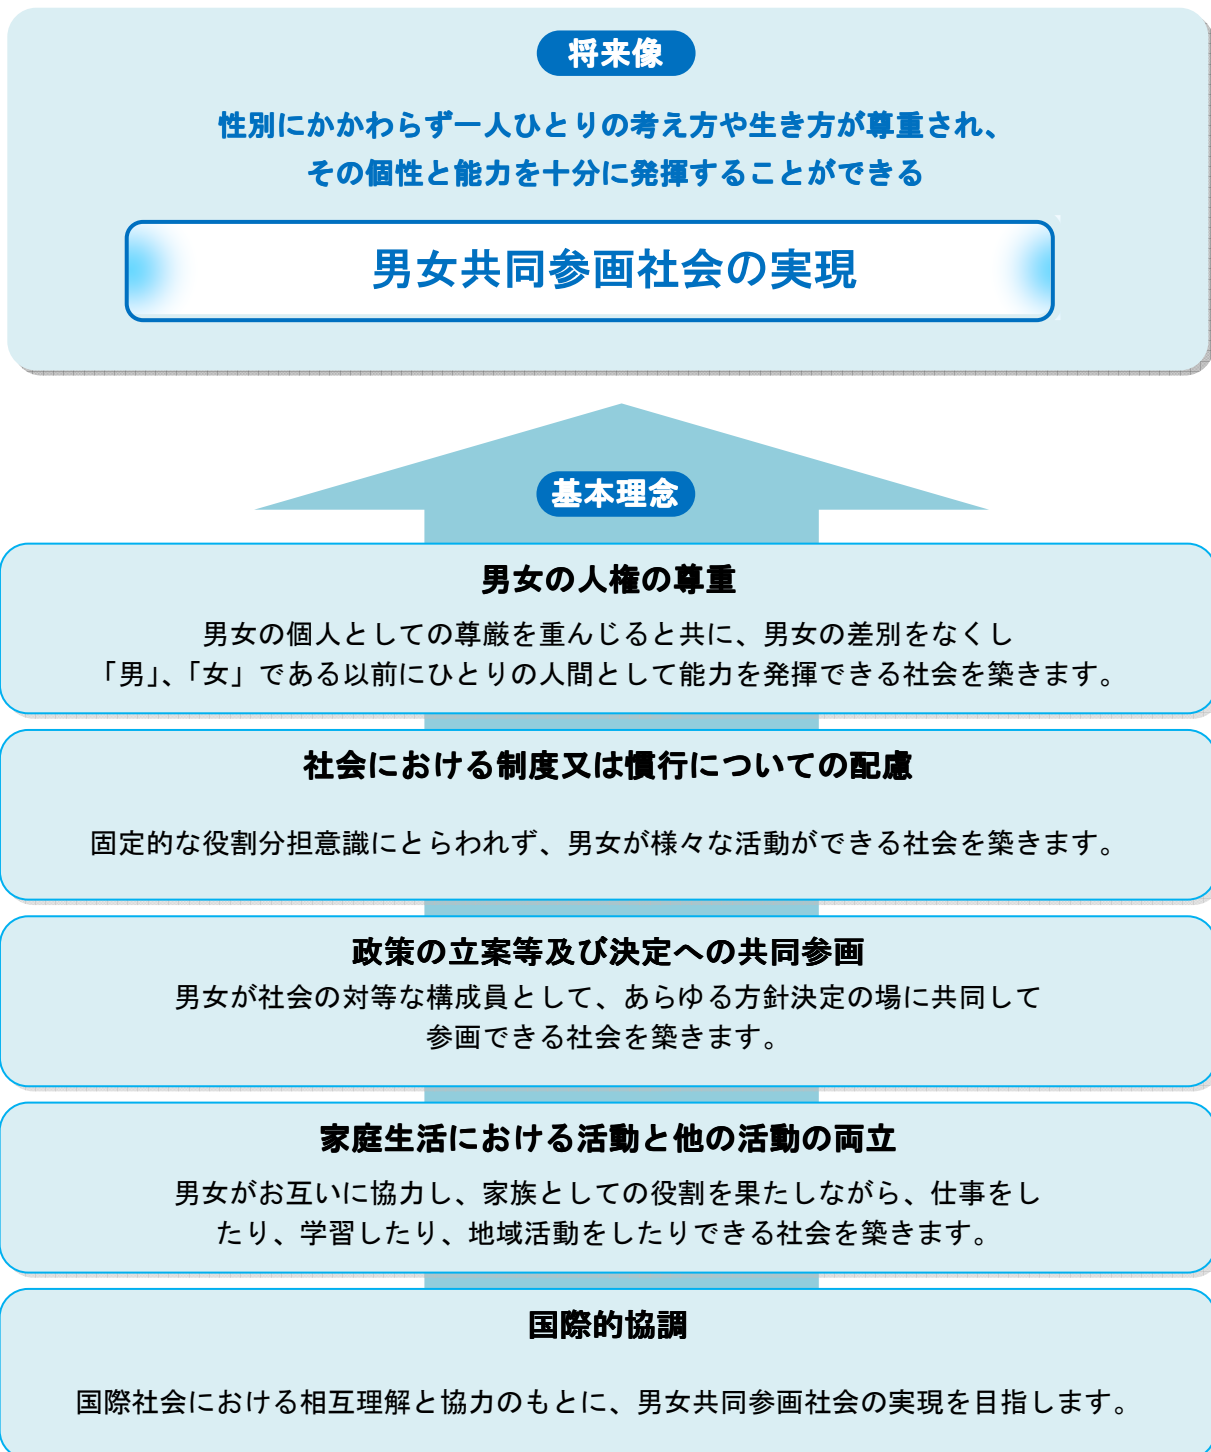 将来像
性別にかかわらず一人ひとりの考え方や生き方が尊重され、
その個性と能力を十分に発揮することができる
男女共同参画社会の実現
基本理念
男女の人権の尊重
男女の個人としての尊厳を重んじると共に、男女の差別をなくし
「男」、「女」である以前にひとりの人間として能力を発揮できる社会を築きます。
社会における制度又は慣行についての配慮
固定的な役割分担意識にとらわれず、男女が様々な活動ができる社会を築きます。
政策の立案等及び決定への共同参画
男女が社会の対等な構成員として、あらゆる方針決定の場に共同して
参画できる社会を築きます。
家庭生活における活動と他の活動の両立
男女がお互いに協力し、家族としての役割を果たしながら、仕事をし
たり、学習したり、地域活動をしたりできる社会を築きます。
国際的協調
国際社会における相互理解と協力のもとに、男女共同参画社会の実現を目指します。